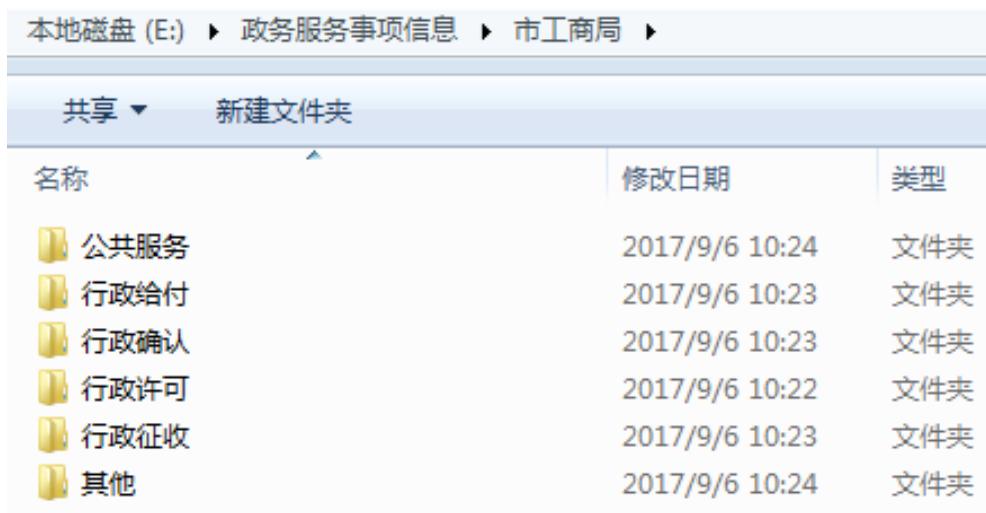 本地磁盘 (E:) ▶ 政务服务事项信息 ▶ 市工商局 ▶
共享 ▼ 新建文件夹
名称 修改日期 类型
公共服务 2017/9/6 10:24 文件夹
行政给付 2017/9/6 10:23 文件夹
行政确认 2017/9/6 10:23 文件夹
行政许可 2017/9/6 10:22 文件夹
行政征收 2017/9/6 10:23 文件夹
其他 2017/9/6 10:24 文件夹